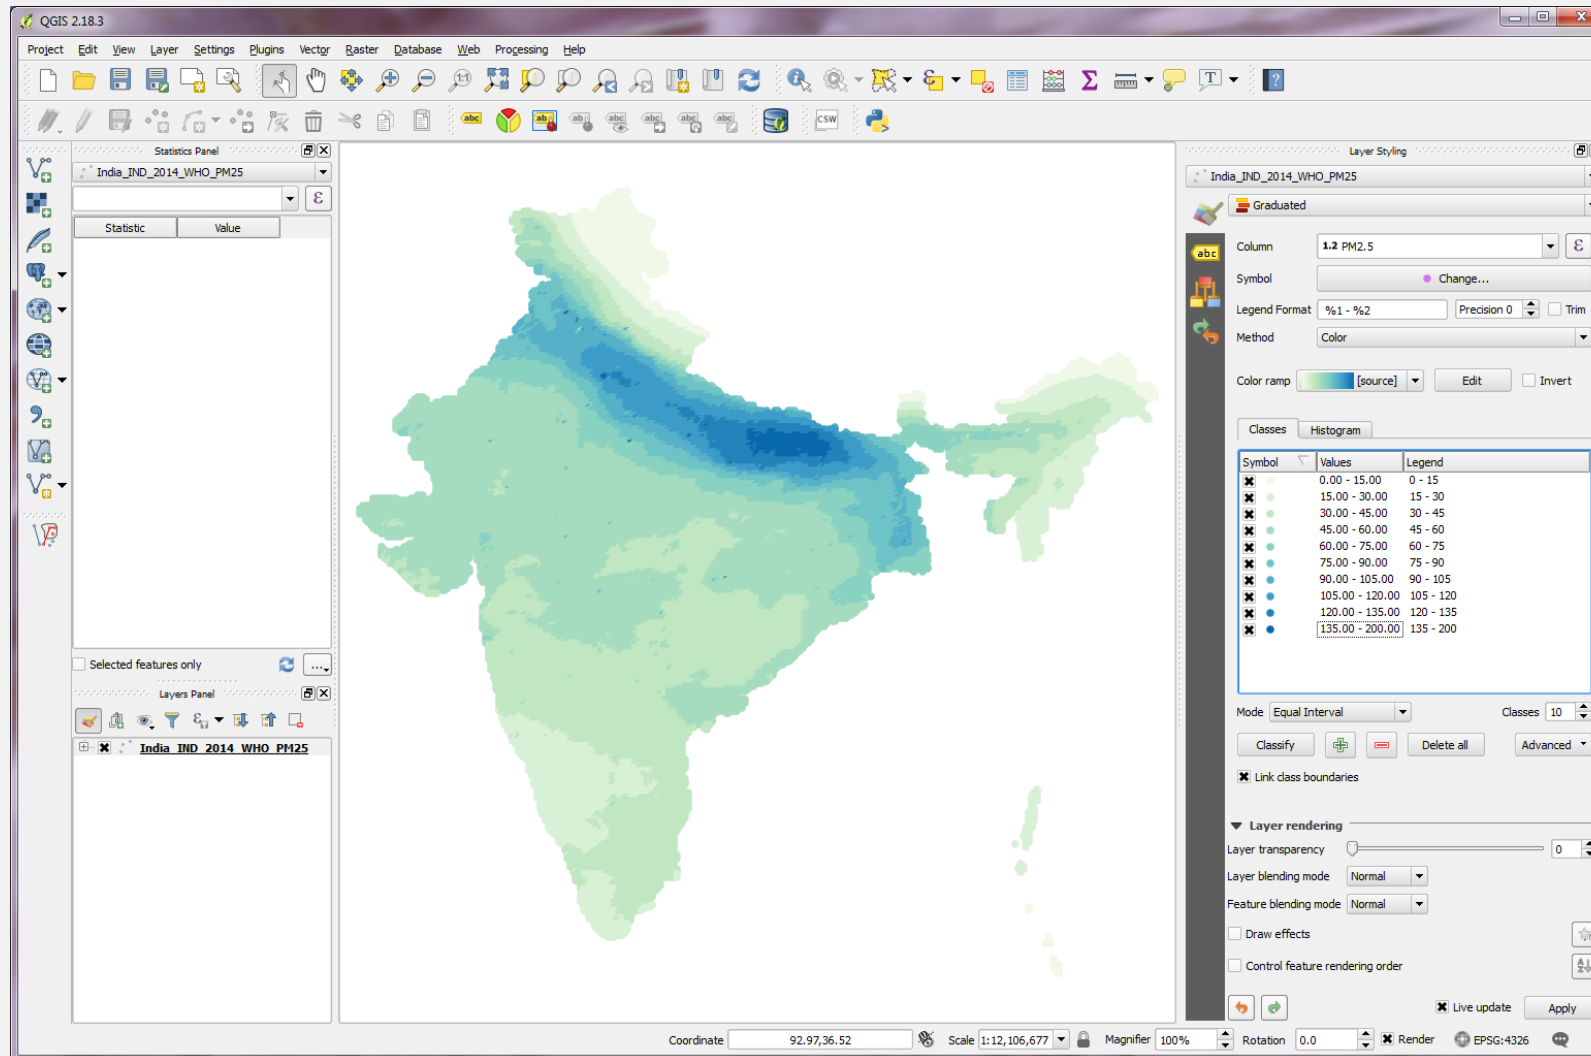 QGIS 2.18.3
Project Edit View Layer Settings Plugins Vector Raster Database Web Processing Help
Statistics Panel
India_IND_2014_WHO_PM25
Statistic Value
Selected features only
Layers Panel
India_IND_2014_WHO_PM25
Layer Styling
India_IND_2014_WHO_PM25
Graduated
Column 1.2 PM2.5 ε
Symbol Change...
Legend Format %1 - %2 Precision 0 Trim
Method Color
Color ramp [source] Edit Invert
Classes Histogram
Symbol Values Legend
0.00 - 15.00 0 - 15
15.00 - 30.00 15 - 30
30.00 - 45.00 30 - 45
45.00 - 60.00 45 - 60
60.00 - 75.00 60 - 75
75.00 - 90.00 75 - 90
90.00 - 105.00 90 - 105
105.00 - 120.00 105 - 120
120.00 - 135.00 120 - 135
135.00 - 200.00 135 - 200
Mode Equal Interval Classes 10
Classify Delete all Advanced
Link class boundaries
Layer rendering
Layer transparency 0
Layer blending mode Normal
Feature blending mode Normal
Draw effects
Control feature rendering order
Live update Apply
Coordinate 92.97,36.52 Scale 1:12,106,677 Magnifier 100% Rotation 0.0 Render EPSG:4326